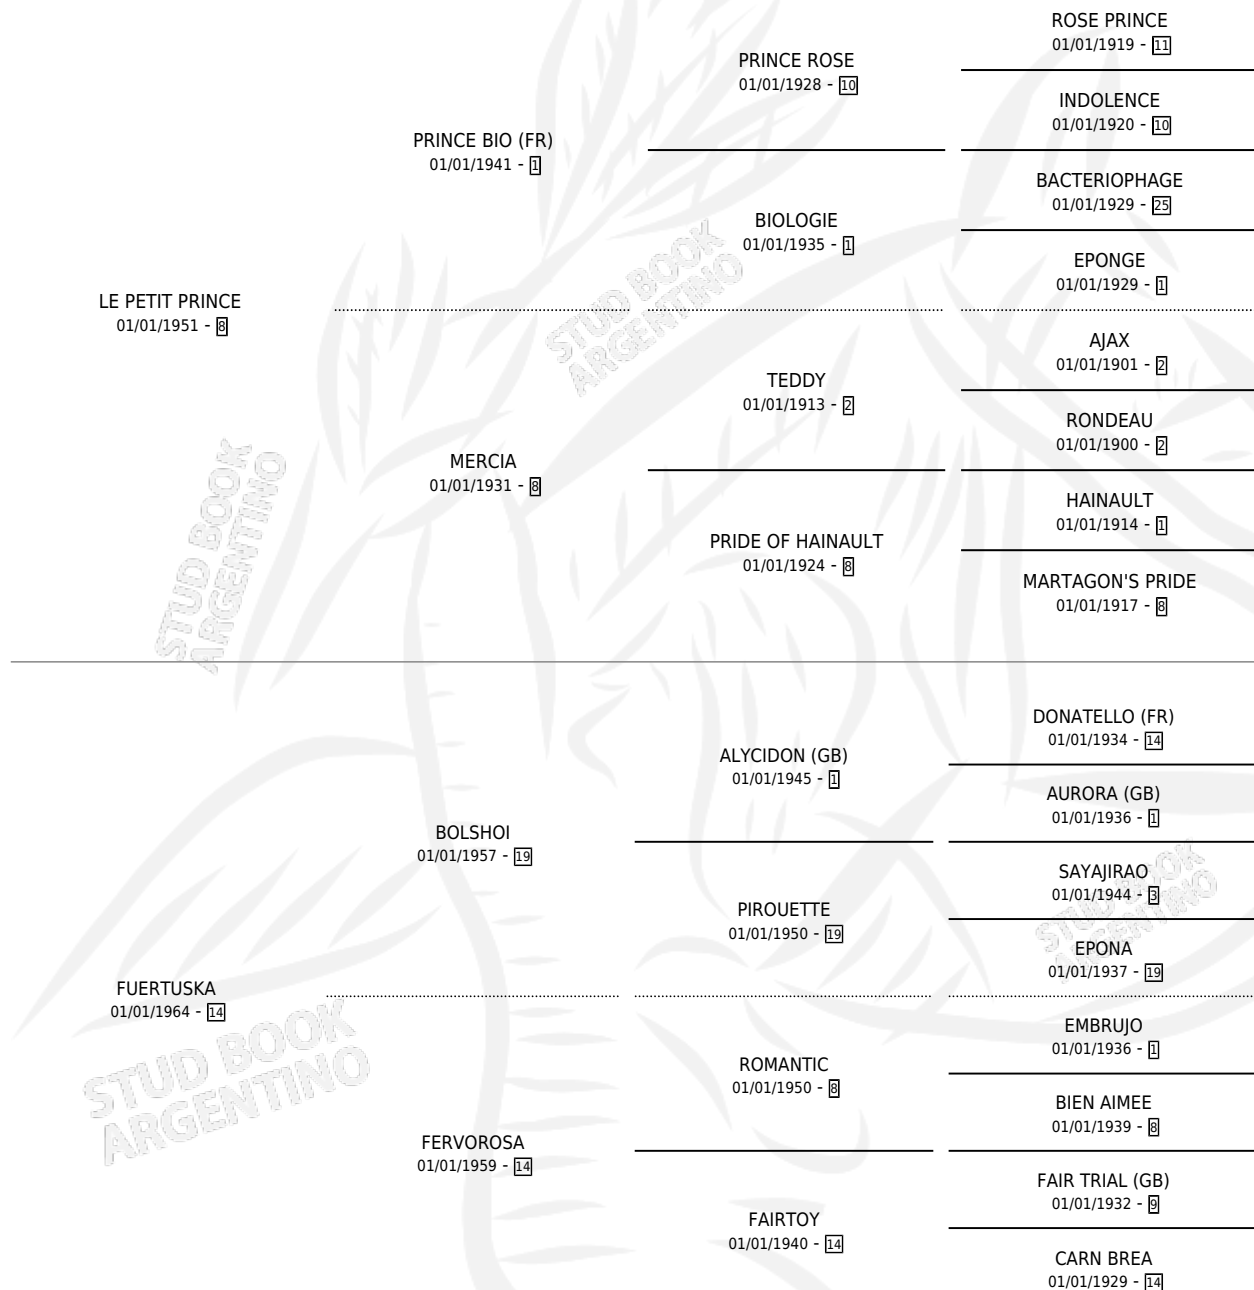 ROSE PRINCE
01/01/1919 - 11
PRINCE ROSE
01/01/1928 - 10
INDOLENCE
01/01/1920 - 10
PRINCE BIO (FR)
01/01/1941 - 1
BACTERIOPHAGE
01/01/1929 - 25
BIOLOGIE
01/01/1935 - 1
EPONGE
01/01/1929 - 1
LE PETIT PRINCE
01/01/1951 - 8
AJAX
01/01/1901 - 2
TEDDY
01/01/1913 - 2
RONDEAU
01/01/1900 - 2
MERCIA
01/01/1931 - 8
HAINAULT
01/01/1914 - 1
PRIDE OF HAINAULT
01/01/1924 - 8
MARTAGON'S PRIDE
01/01/1917 - 8
DONATELLO (FR)
01/01/1934 - 14
ALYCIDON (GB)
01/01/1945 - 1
AURORA (GB)
01/01/1936 - 1
BOLSHOI
01/01/1957 - 19
SAYAJIRAO
01/01/1944 - 3
PIROUETTE
01/01/1950 - 19
EPONA
01/01/1937 - 19
FUERTUSKA
01/01/1964 - 14
EMBRUJO
01/01/1936 - 1
ROMANTIC
01/01/1950 - 8
BIEN AIMEE
01/01/1939 - 8
FERVOROSA
01/01/1959 - 14
FAIR TRIAL (GB)
01/01/1932 - 9
FAIRTOY
01/01/1940 - 14
CARN BREA
01/01/1929 - 14
STUD BOOK
ARGENTINO
STUD BOOK
ARGENTINO
STUD BOOK
ARGENTINO
STUD BOOK
ARGENTINO